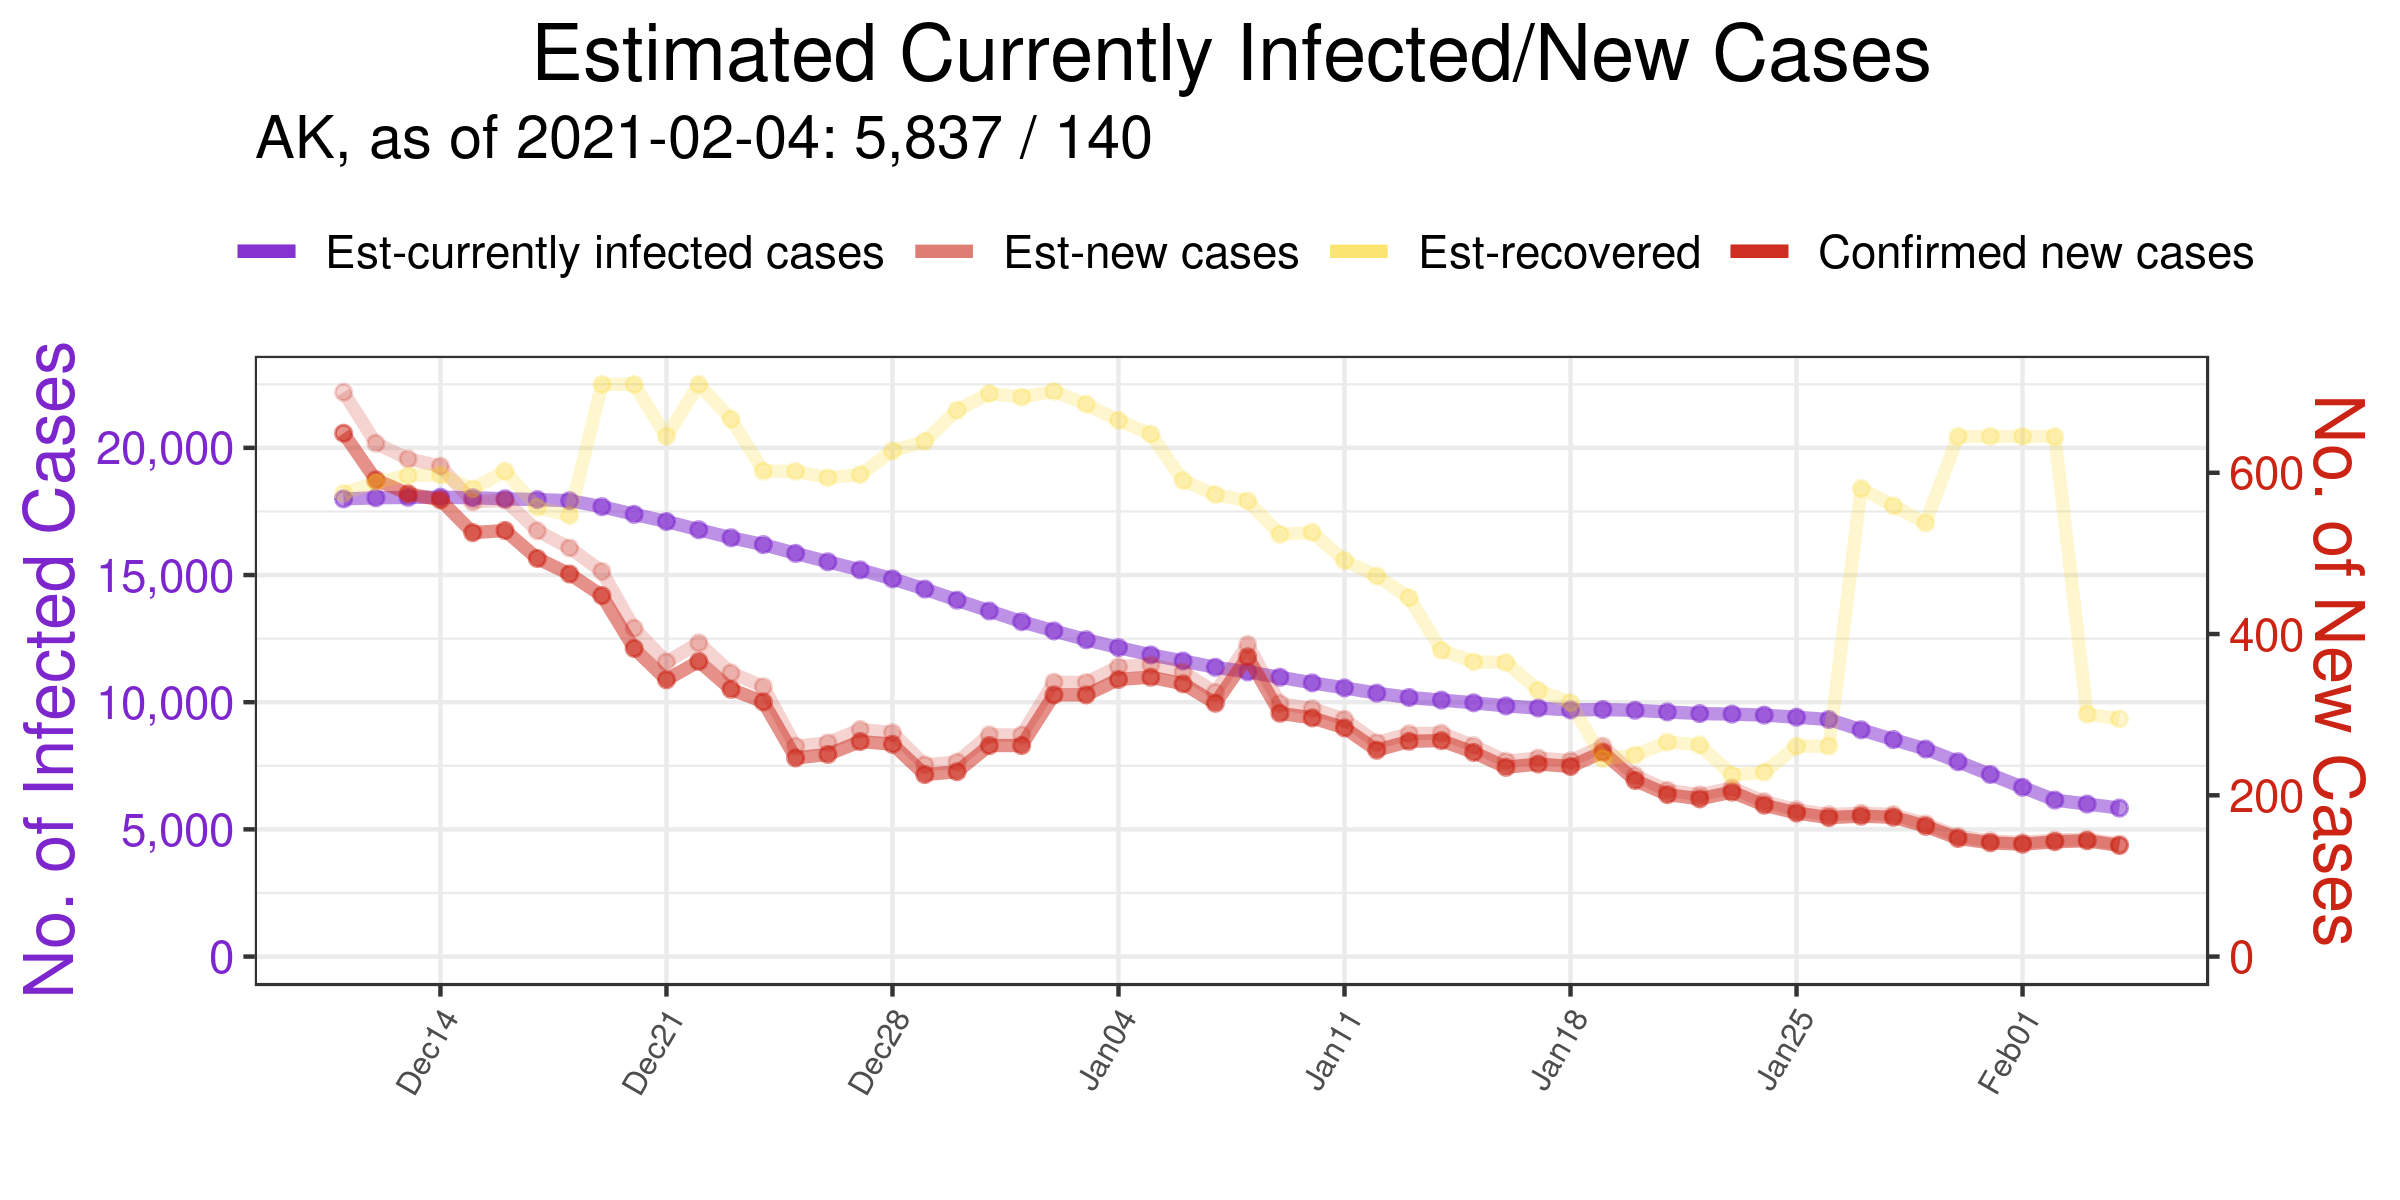 Estimated Currently Infected/New Cases
AK, as of 2021-02-04: 5,837 / 140
Est-currently infected cases Est-new cases Est-recovered Confirmed new cases
No. of Infected Cases
20,000
15,000
10,000
5,000
0
600
400
200
0
No. of New Cases
Dec14 Dec21 Dec28 Jan04 Jan11 Jan18 Jan25 Feb01